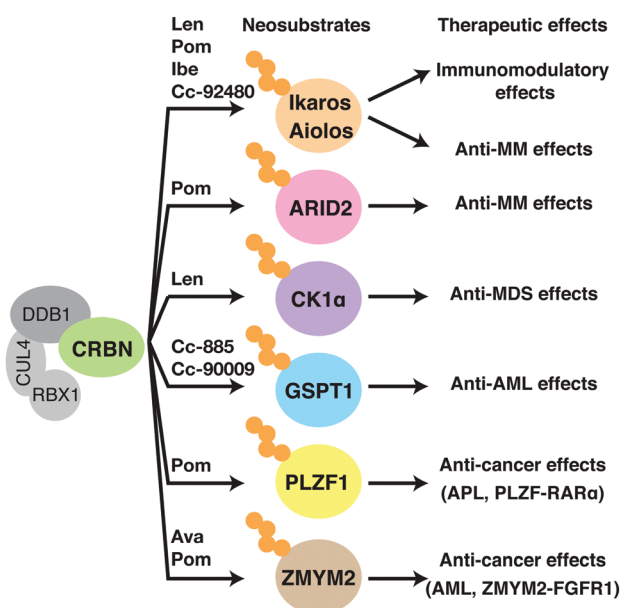 Len
Pom
Ibe
Cc-92480
Neosubstrates
Therapeutic effects
Ikaros
Aiolos
Immunomodulatory
effects
Anti-MM effects
Pom
ARID2
Anti-MM effects
Len
CK1α
Anti-MDS effects
DDB1
CUL4
RBX1
CRBN
Cc-885
Cc-90009
GSPT1
Anti-AML effects
Pom
PLZF1
Anti-cancer effects
(APL, PLZF-RARα)
Ava
Pom
ZMYM2
Anti-cancer effects
(AML, ZMYM2-FGFR1)